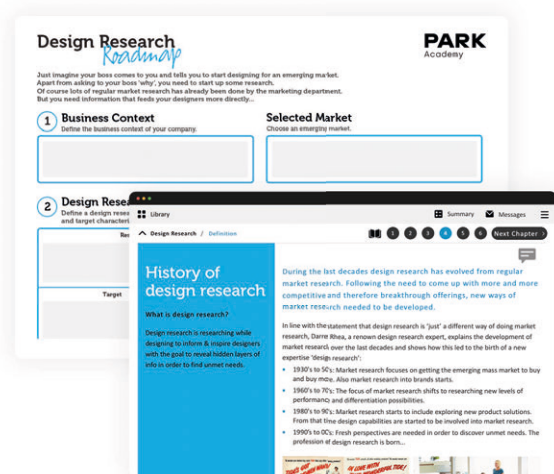 Design Research
Roadmap
PARK
Academy
Just imagine your boss comes to you and tells you to start designing for an emerging market.
Apart from asking to your boss 'why', you need to start up some research.
Of course lots of regular market research has already been done by the marketing department.
But you need information that feeds your designers more directly...
1 Business Context
Define the business context of your company.
Selected Market
Choose an emerging market.
2 Design Resea
Define a design resea
and target characteri
Res
Target
Library
Summary
Messages
Design Research / Definition
1 2 3 4 5 6 Next Chapter
History of
design research
What is design research?
Design research is researching while
designing to inform & inspire designers
with the goal to reveal hidden layers of
info in order to find unmet needs.
During the last decades design research has evolved from regular
market research. Following the need to come up with more and more
competitive and therefore breakthrough offerings, new ways of
market research needed to be developed.
In line with the statement that design research is 'just' a different way of doing market
research, Darrel Rhea, a renown design research expert, explains the development of
market research over the last decades and shows how this led to the birth of a new
expertise 'design research':
• 1930's to 50's: Market research focuses on getting the emerging mass market to buy
and buy more. Also market research into brands starts.
• 1960's to 70's: The focus of market research shifts to researching new levels of
performancy and differentiation possibilities.
• 1980's to 90's: Market research starts to include exploring new product solutions.
From that time design capabilities are started to be involved into market research.
• 1990's to 00's: Fresh perspectives are needed in order to discover unmet needs. The
profession of design research is born...